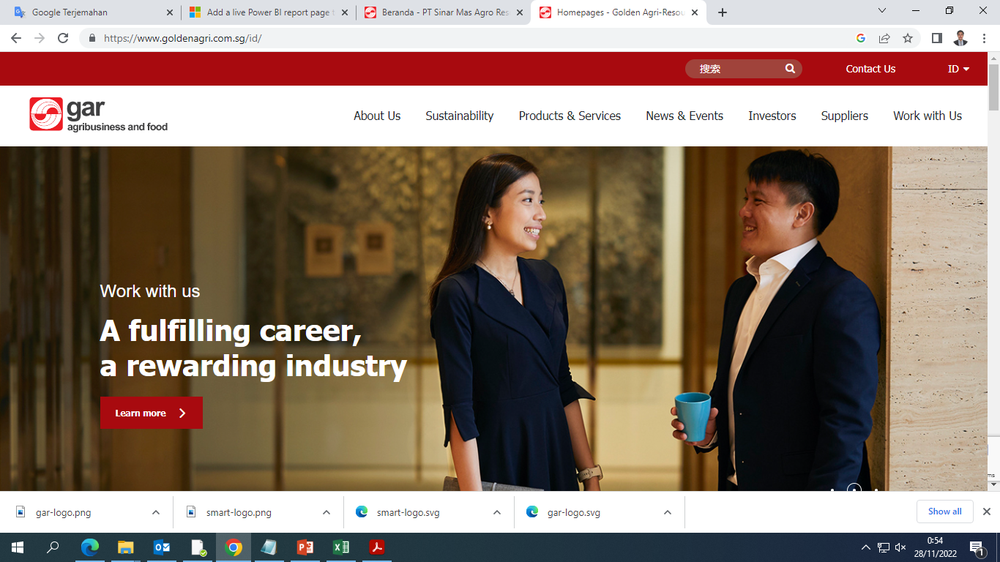 Google Terjemahan
Add a live Power BI report page t
Beranda - PT Sinar Mas Agro Res
Homepages - Golden Agri-Resou
https://www.goldenagri.com.sg/id/
搜索
Contact Us
ID
gar
agribusiness and food
About Us
Sustainability
Products & Services
News & Events
Investors
Suppliers
Work with Us
Work with us
A fulfilling career,
a rewarding industry
Learn more
ms
gar-logo.png
smart-logo.png
smart-logo.svg
gar-logo.svg
Show all
0:54
28/11/2022
1